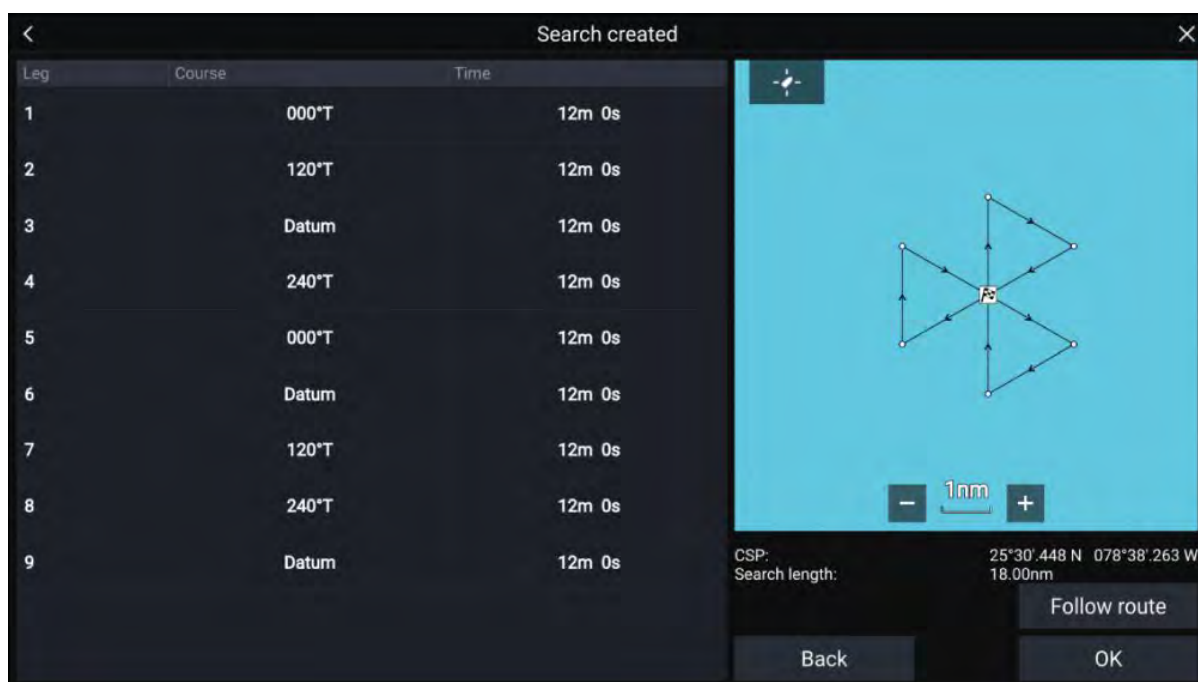 Search created
Leg Course Time
1 000°T 12m 0s
2 120°T 12m 0s
3 Datum 12m 0s
4 240°T 12m 0s
5 000°T 12m 0s
6 Datum 12m 0s
7 120°T 12m 0s
8 240°T 12m 0s
9 Datum 12m 0s
1nm
CSP: 25°30'.448 N 078°38'.263 W
Search length: 18.00nm
Follow route
Back OK